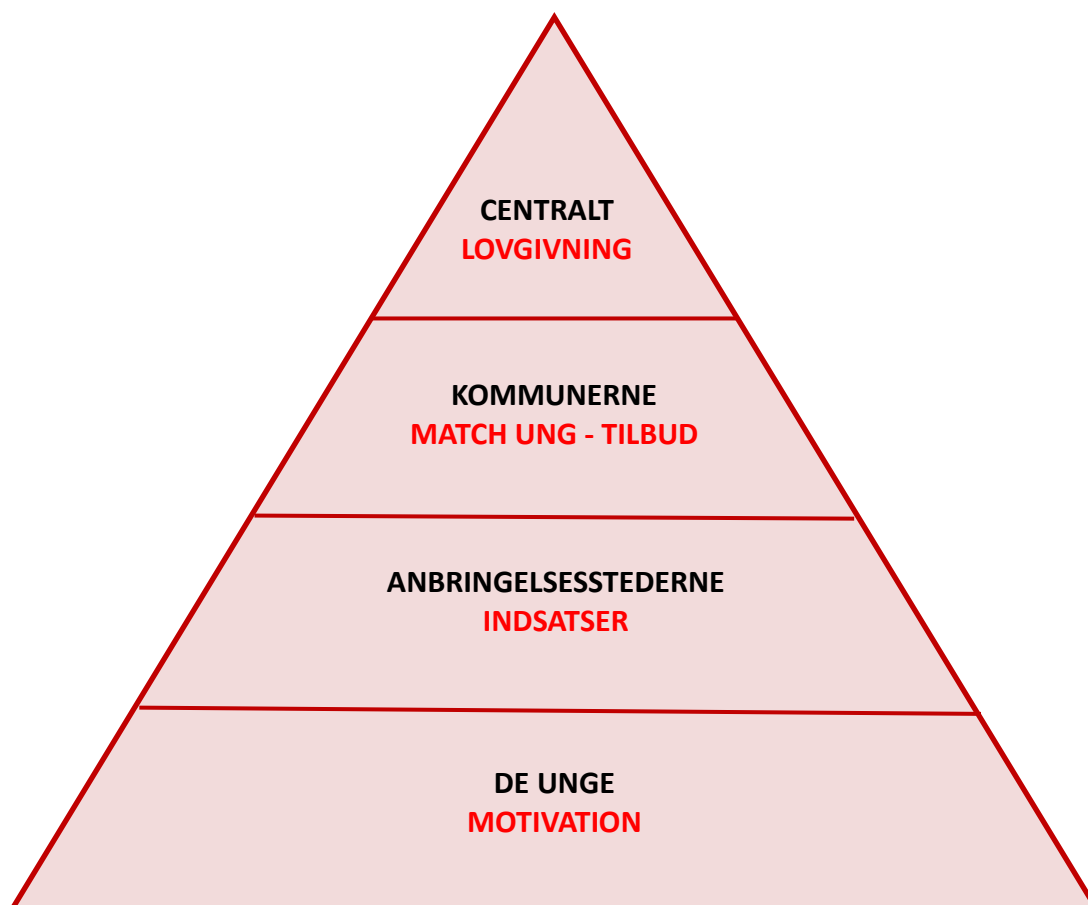 CENTRALT
LOVGIVNING
KOMMUNERNE
MATCH UNG - TILBUD
ANBRINGELSESSTEDERNE
INDSATSER
DE UNGE
MOTIVATION